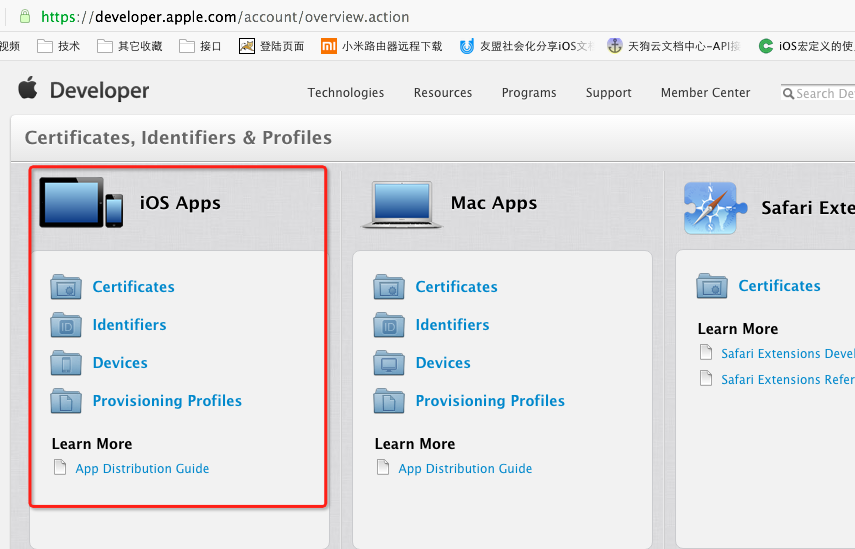 https://developer.apple.com/account/overview.action
视频 技术 其它收藏 接口 登陆页面 小米路由器远程下载 友盟社会化分享iOS文 天狗云文档中心-API接 iOS宏定义的使
Developer Technologies Resources Programs Support Member Center Search De
Certificates, Identifiers & Profiles
iOS Apps
Certificates
Identifiers
ID
Devices
Provisioning Profiles
Learn More
App Distribution Guide
Mac Apps
Certificates
Identifiers
ID
Devices
Provisioning Profiles
Learn More
App Distribution Guide
Safari Exte
Certificates
Learn More
Safari Extensions Devel
Safari Extensions Refer